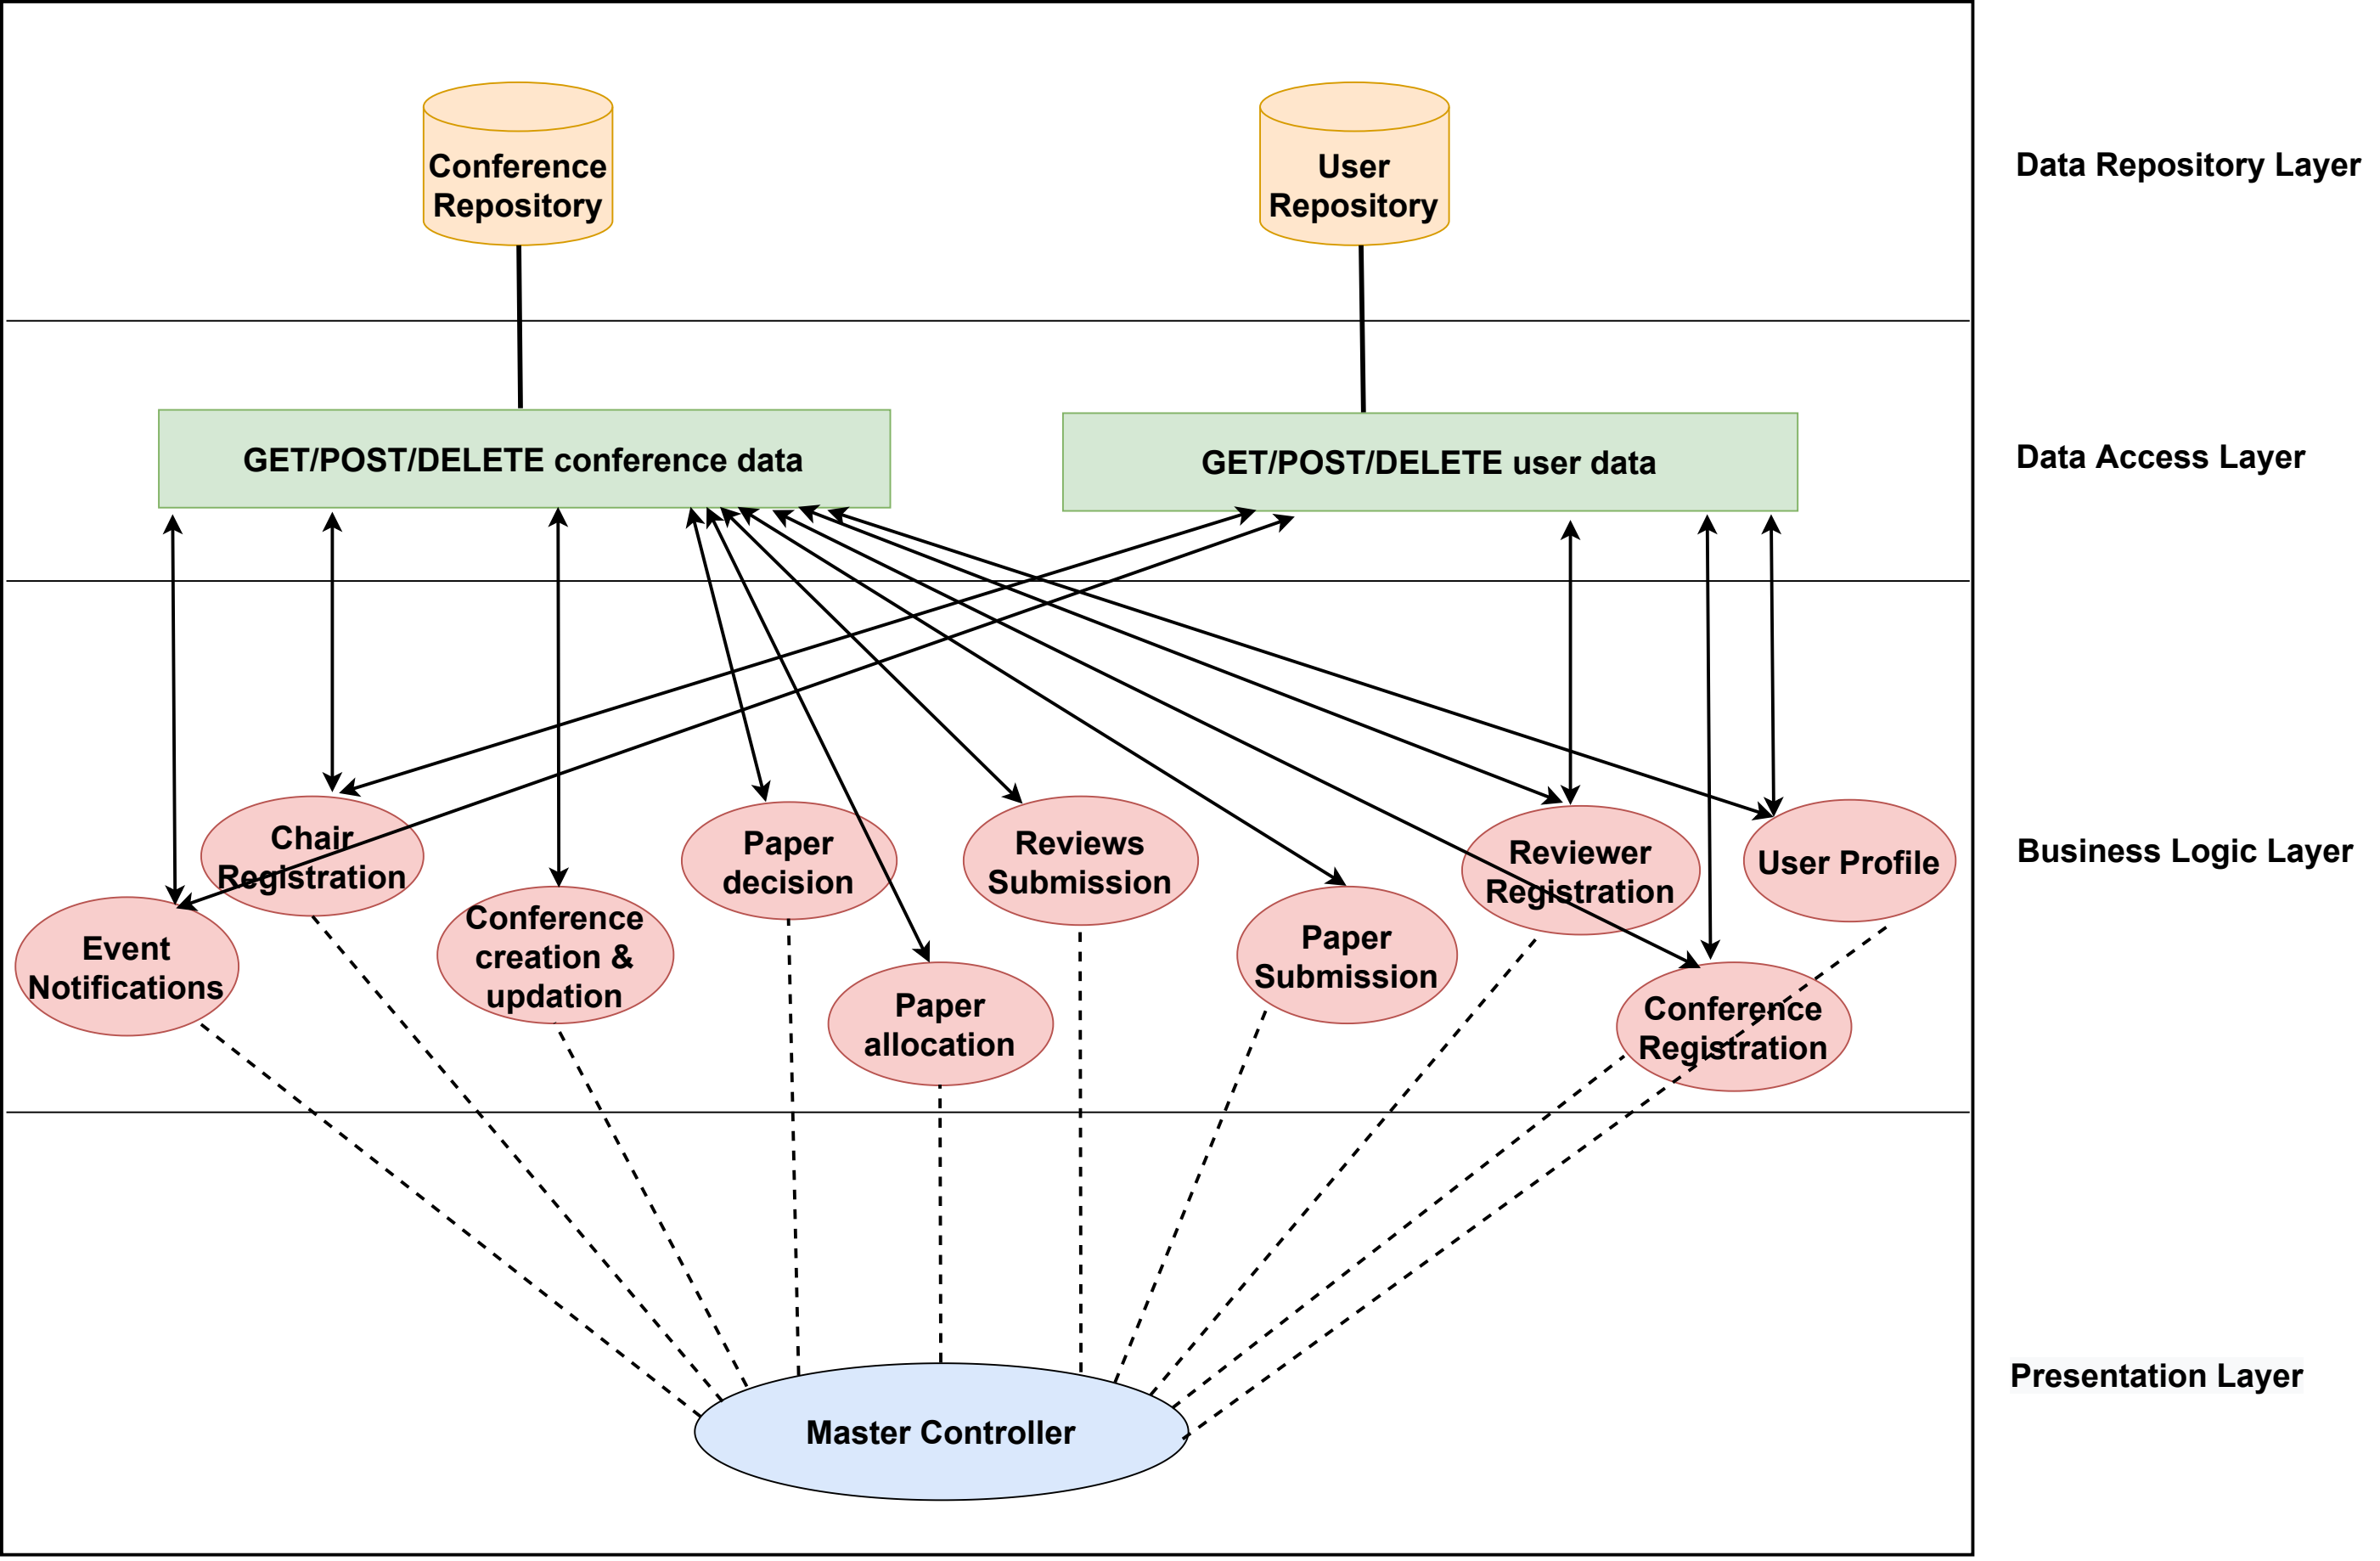 Conference
Repository
User
Repository
Data Repository Layer
GET/POST/DELETE conference data
GET/POST/DELETE user data
Data Access Layer
Chair
Registration
Event
Notifications
Conference
creation &
updation
Paper
decision
Paper
allocation
Reviews
Submission
Paper
Submission
Reviewer
Registration
Conference
Registration
User Profile
Business Logic Layer
Master Controller
Presentation Layer